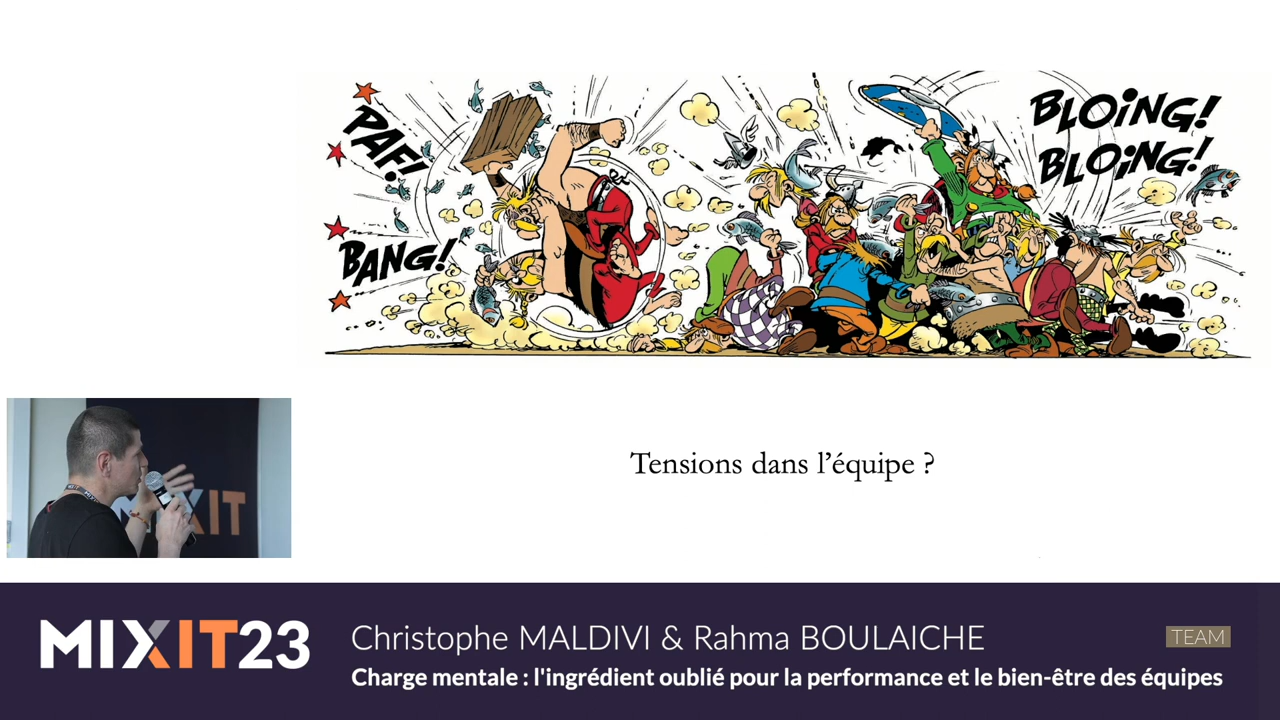 PAF!
BANG!
BLOING!
BLOING!
Tensions dans l'équipe ?
MIXIT
MIXIT23
Christophe MALDIVI & Rahma BOULAICHE
TEAM
Charge mentale : l'ingrédient oublié pour la performance et le bien-être des équipes